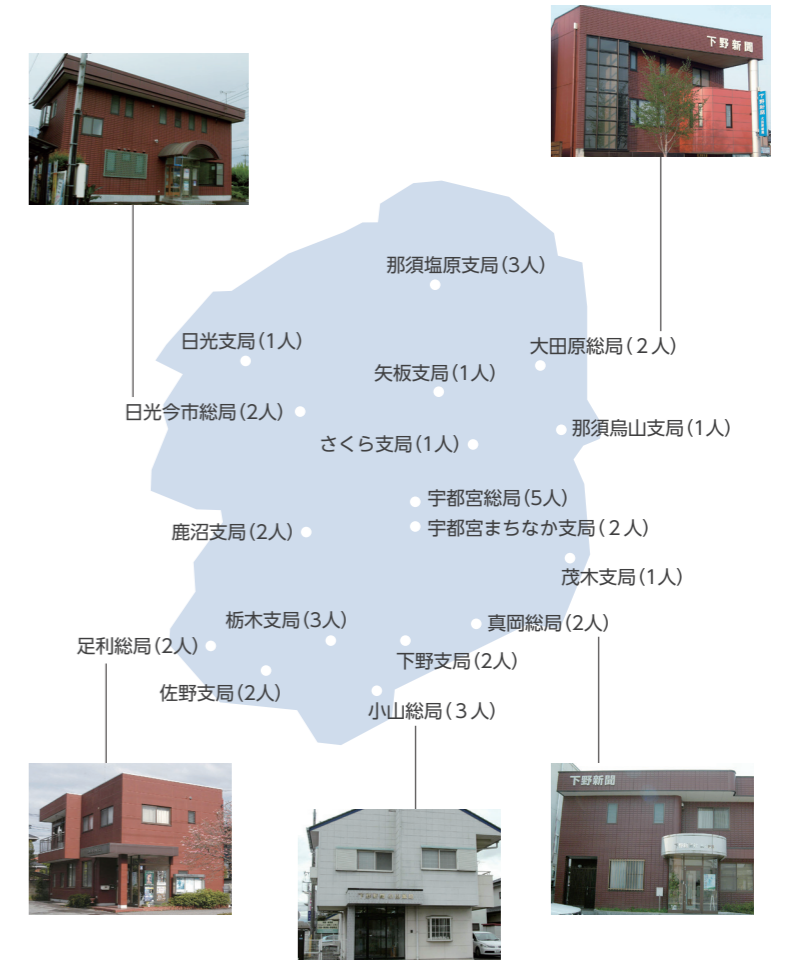 下野新聞
那須塩原支局(3人)
日光支局(1人)
大田原総局(２人)
矢板支局(1人)
日光今市総局(2人)
那須烏山支局(1人)
さくら支局(1人)
宇都宮総局(5人)
宇都宮まちなか支局(２人)
鹿沼支局(2人)
茂木支局(1人)
栃木支局(3人)
真岡総局(2人)
足利総局(2人)
下野支局(2人)
佐野支局(2人)
小山総局(３人)
下野新聞